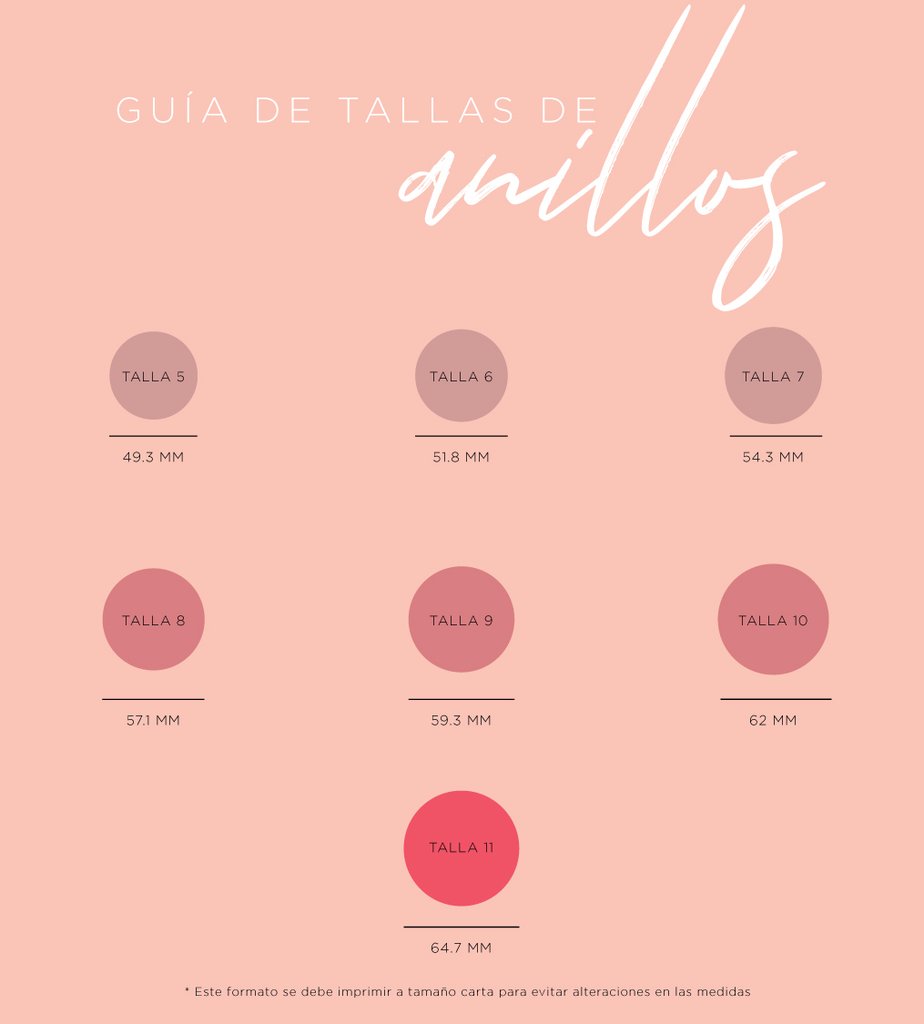 GUÍA DE TALLAS DE
anillos
TALLA 5
TALLA 6
TALLA 7
49.3 MM
51.8 MM
54.3 MM
TALLA 8
TALLA 9
TALLA 10
57.1 MM
59.3 MM
62 MM
TALLA 11
64.7 MM
* Este formato se debe imprimir a tamaño carta para evitar alteraciones en las medidas